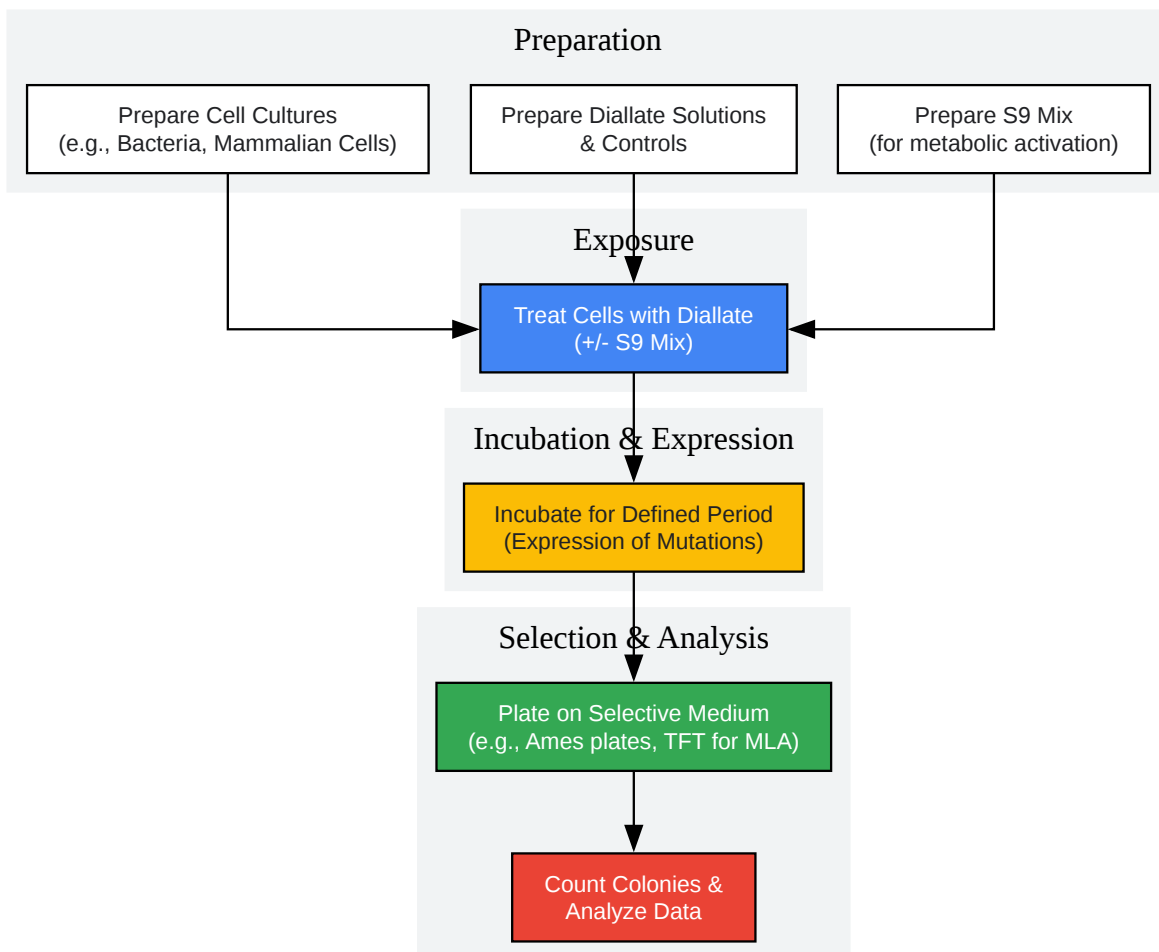 Preparation
Prepare Cell Cultures
(e.g., Bacteria, Mammalian Cells)
Prepare Diallate Solutions
& Controls
Prepare S9 Mix
(for metabolic activation)
Exposure
Treat Cells with Diallate
(+/- S9 Mix)
Incubation & Expression
Incubate for Defined Period
(Expression of Mutations)
Selection & Analysis
Plate on Selective Medium
(e.g., Ames plates, TFT for MLA)
Count Colonies &
Analyze Data